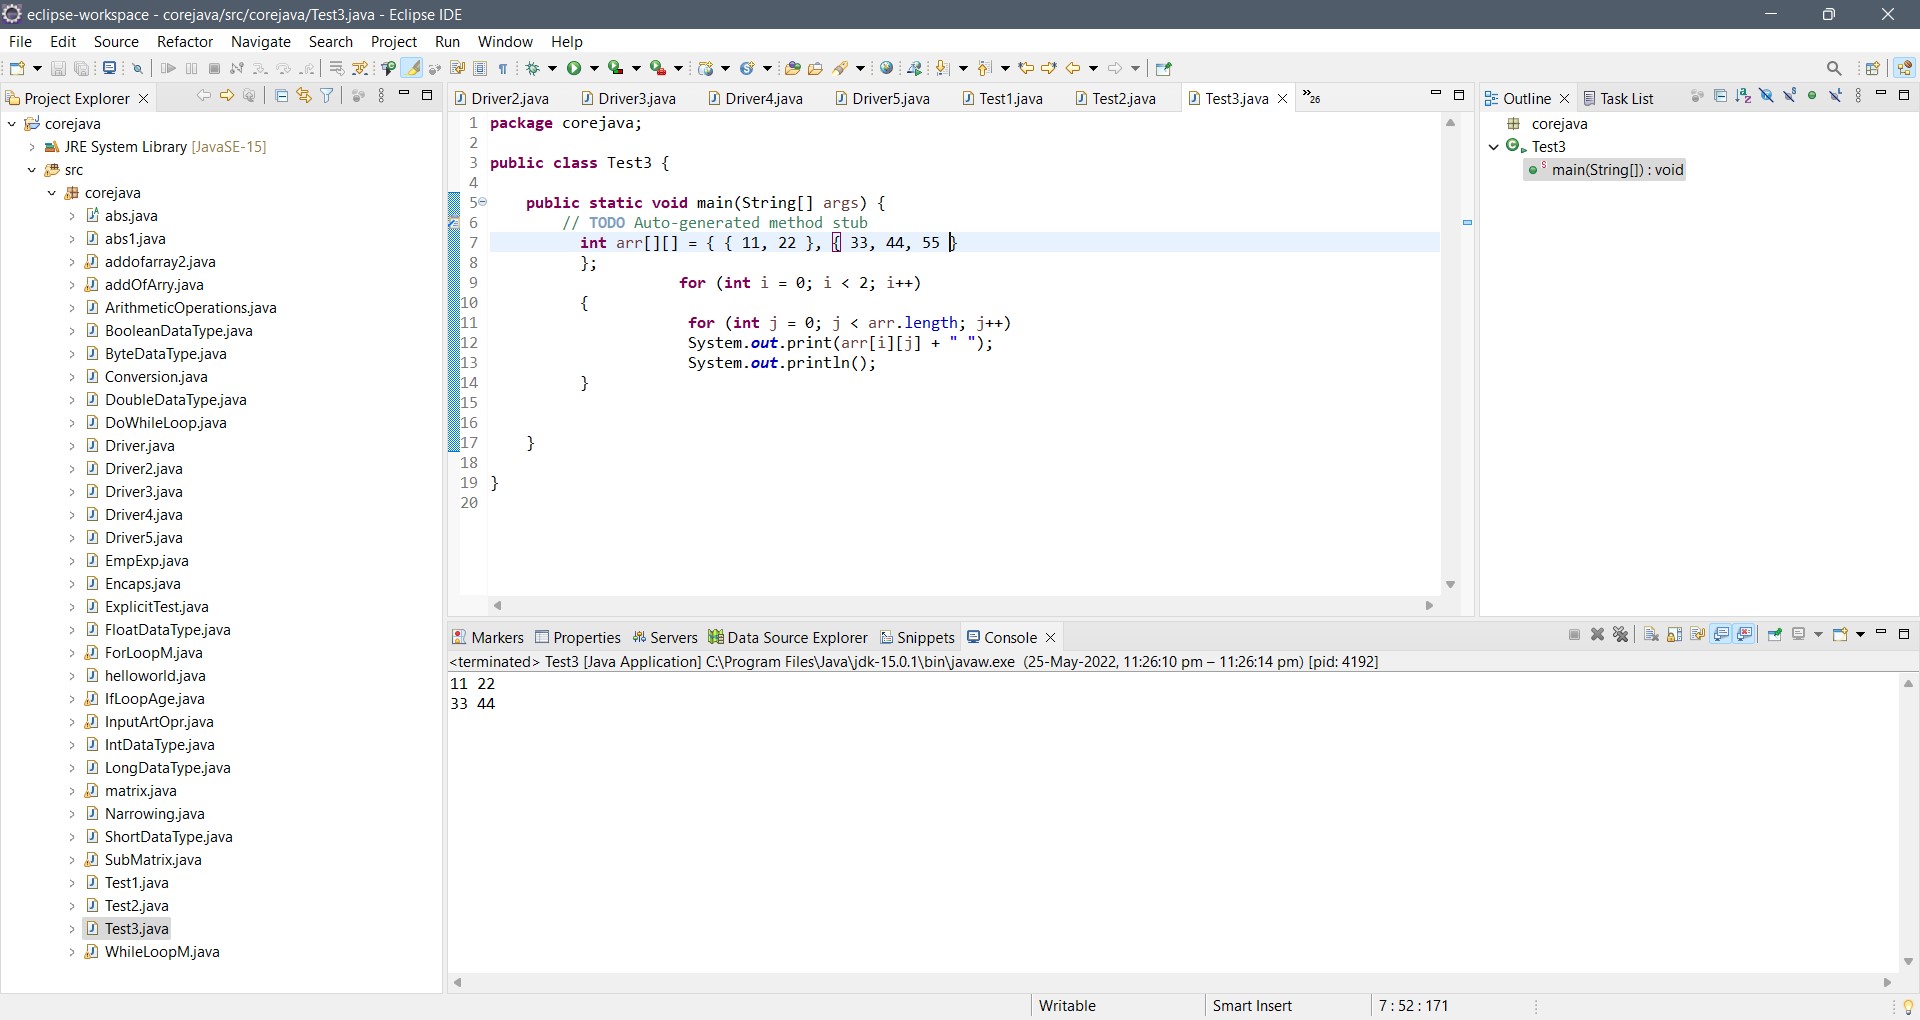 eclipse-workspace - corejava/src/corejava/Test3.java - Eclipse IDE
File Edit Source Refactor Navigate Search Project Run Window Help
Project Explorer
corejava
JRE System Library [JavaSE-15]
src
corejava
abs.java
abs1.java
addofarray2.java
addOfArry.java
ArithmeticOperations.java
BooleanDataType.java
ByteDataType.java
Conversion.java
DoubleDataType.java
DoWhileLoop.java
Driver.java
Driver2.java
Driver3.java
Driver4.java
Driver5.java
EmpExp.java
Encaps.java
ExplicitTest.java
FloatDataType.java
ForLoopM.java
helloworld.java
IfLoopAge.java
InputArtOpr.java
IntDataType.java
LongDataType.java
matrix.java
Narrowing.java
ShortDataType.java
SubMatrix.java
Test1.java
Test2.java
Test3.java
WhileLoopM.java
Driver2.java Driver3.java Driver4.java Driver5.java Test1.java Test2.java Test3.java »26
1 package corejava;
2
3 public class Test3 {
4
5 public static void main(String[] args) {
6 // TODO Auto-generated method stub
7 int arr[][] = { { 11, 22 }, { 33, 44, 55 }
8 };
9 for (int i = 0; i < 2; i++)
10 {
11 for (int j = 0; j < arr.length; j++)
12 System.out.print(arr[i][j] + " ");
13 System.out.println();
14 }
15
16
17 }
18
19 }
20
Outline Task List
corejava
Test3
main(String[]) : void
Markers Properties Servers Data Source Explorer Snippets Console
<terminated> Test3 [Java Application] C:\Program Files\Java\jdk-15.0.1\bin\javaw.exe (25-May-2022, 11:26:10 pm – 11:26:14 pm) [pid: 4192]
11 22
33 44
Writable Smart Insert 7 : 52 : 171